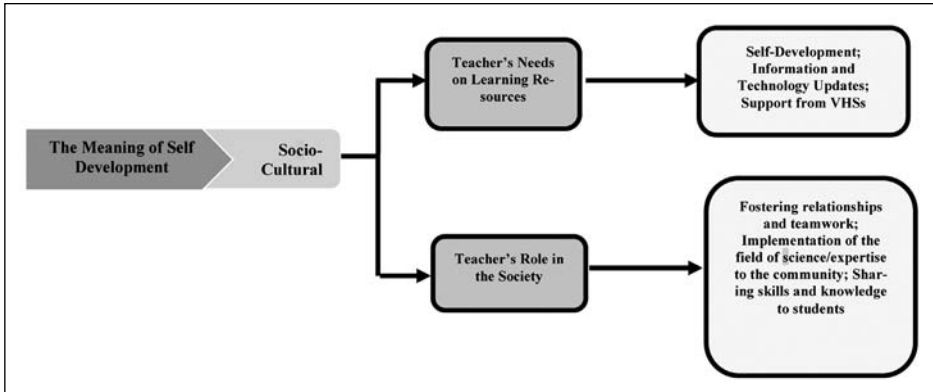 The Meaning of Self
Development
Socio-
Cultural
Teacher's Needs
on Learning Re-
sources
Self-Development;
Information and
Technology Updates;
Support from VHSs
Teacher's Role in
the Society
Fostering relationships
and teamwork;
Implementation of the
field of science/expertise
to the community; Shar-
ing skills and knowledge
to students